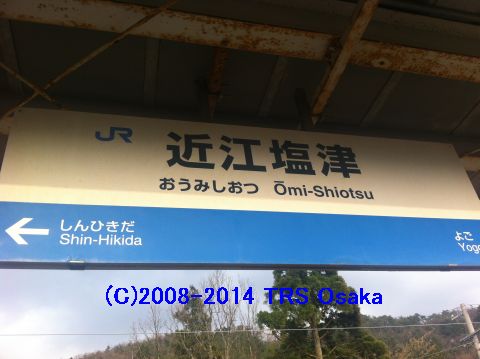 JR 近江塩津
おうみしおつ Ōmi-Shiotsu
しんひきだ
Shin-Hikida
よご
(C)2008-2014 TRS Osaka